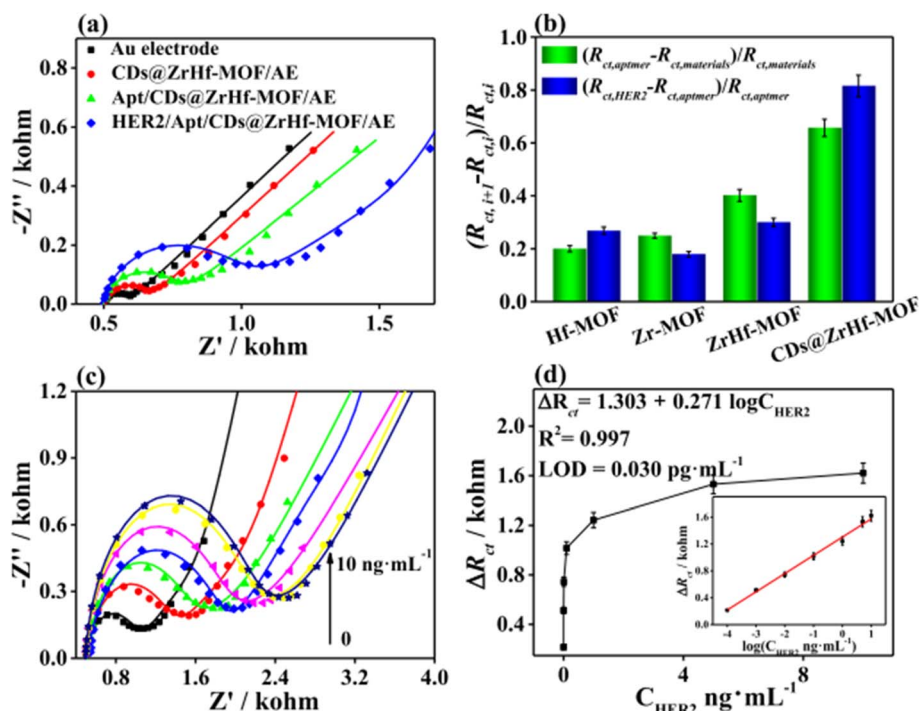 (a)
Au electrode
CDs@ZrHf-MOF/AE
Apt/CDs@ZrHf-MOF/AE
HER2/Apt/CDs@ZrHf-MOF/AE
-Z'' / kohm
0.8
0.6
0.4
0.2
0.0
0.5 1.0 1.5
Z' / kohm
(b)
(Rct,aptmer-Rct,materials)/Rct,materials
(Rct,HER2-Rct,aptmer)/Rct,aptmer
(Rct, i+1-Rct,i)/Rct,i
1.0
0.8
0.6
0.4
0.2
0.0
Hf-MOF Zr-MOF ZrHf-MOF CDs@ZrHf-MOF
(c)
-Z'' / kohm
1.2
0.9
0.6
0.3
0.0
10 ng·mL-1
0
0.8 1.6 2.4 3.2 4.0
Z' / kohm
(d)
ΔRct= 1.303 + 0.271 logCHER2
R2= 0.997
LOD = 0.030 pg·mL-1
ΔRct / kohm
2.4
2.0
1.6
1.2
0.8
0.4
0 4 8
CHER2 ng·mL-1
ΔRct / kohm
1.6
1.2
0.8
0.4
0.0
-4 -3 -2 -1 0 1
log(CHER2 ng·mL-1)